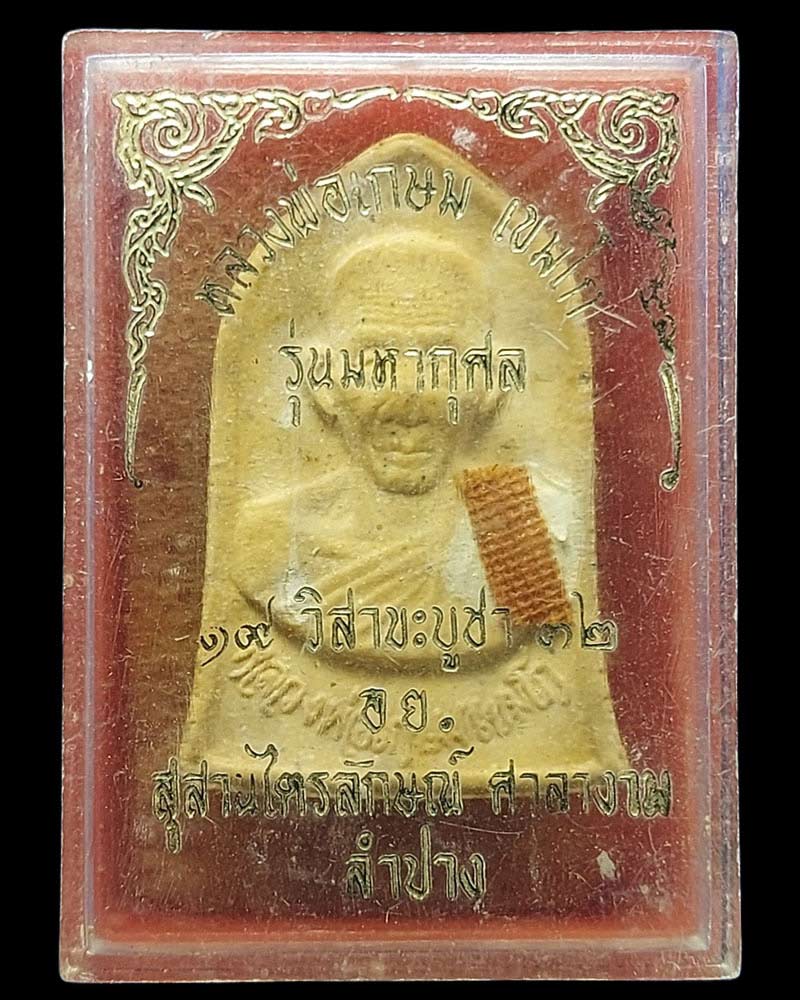 หลวงพ่อเกษม เขมโก
รุ่นมหากุศล
๑๙ วิสาขะบูชา ๓๒
อ ย.
สุสานไตรลักษณ์ ศาลางาม
ลำปาง